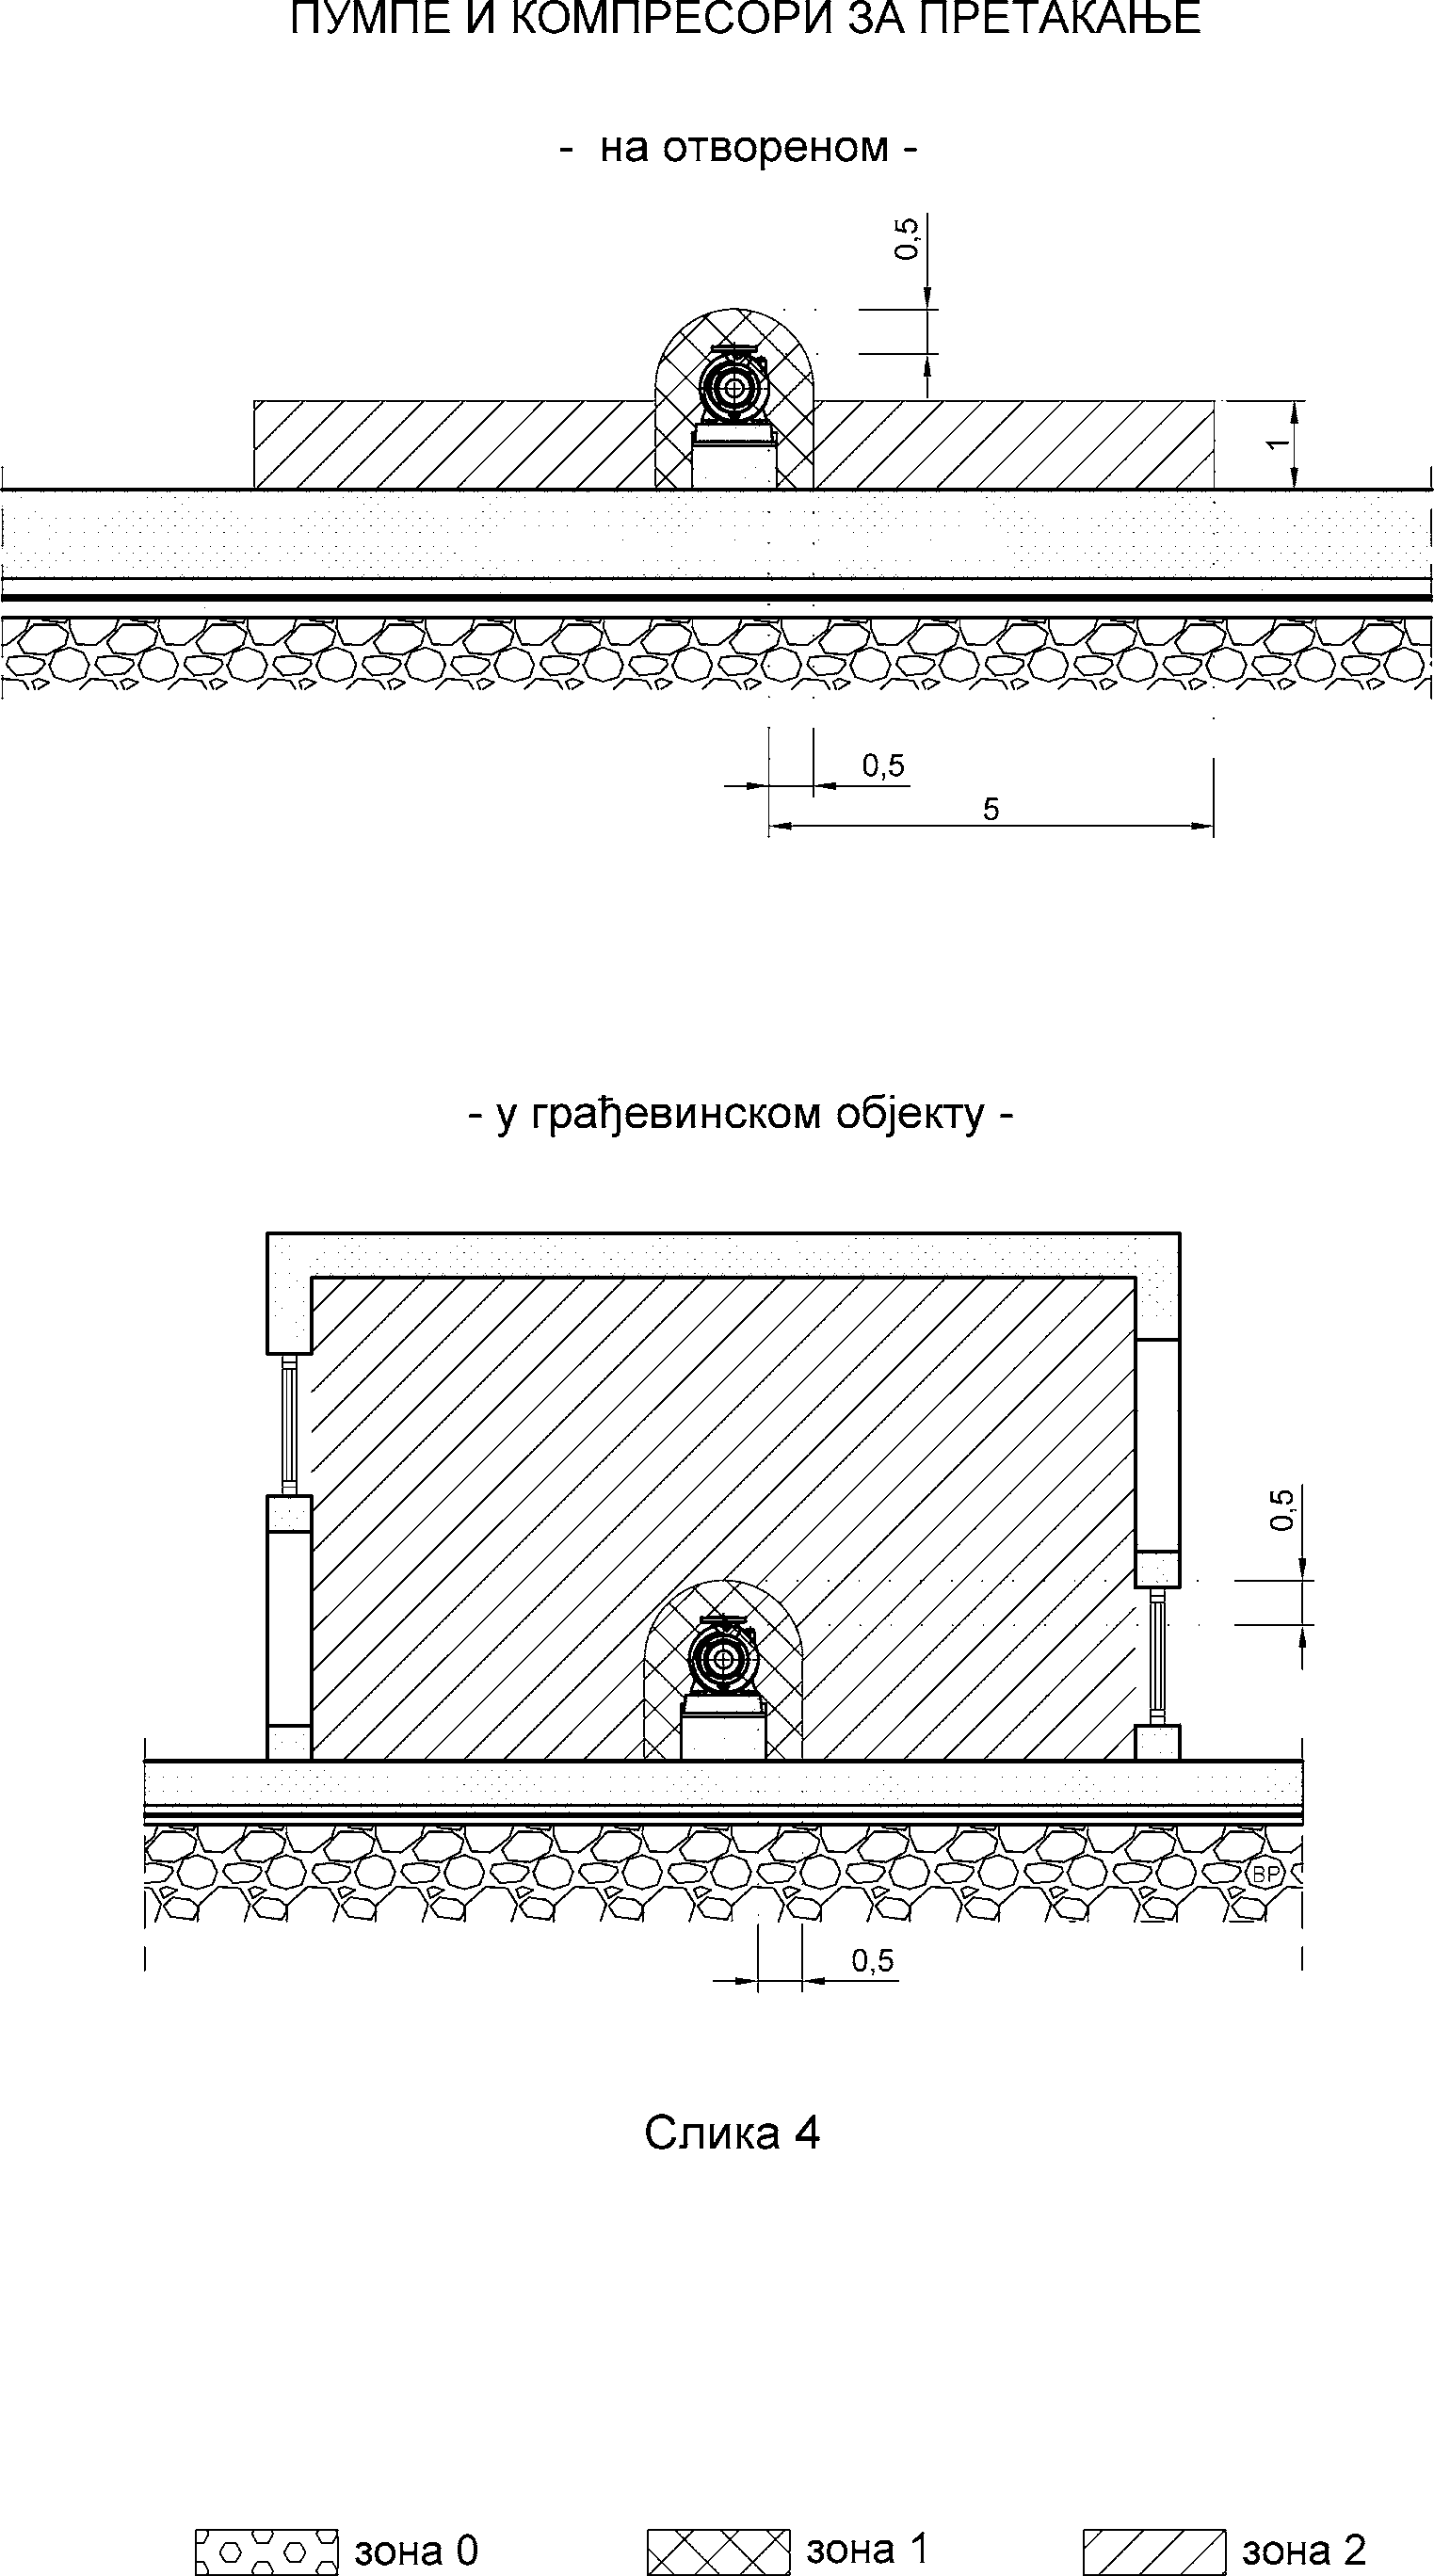 ПУМПЕ И КОМПРЕСОРИ ЗА ПРЕТАКАЊЕ
- на отвореном -
0,5
1
0,5
5
- у грађевинском објекту -
0,5
ВР
0,5
Слика 4
зона 0 зона 1 зона 2